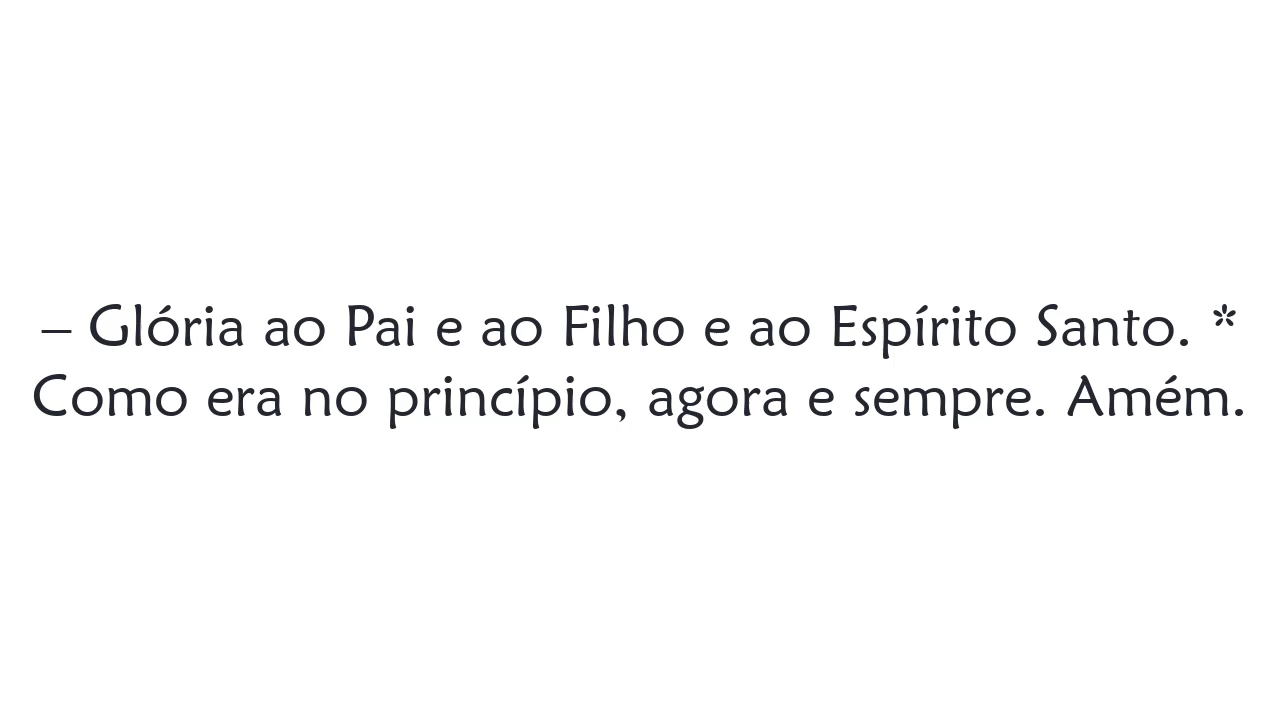 – Glória ao Pai e ao Filho e ao Espírito Santo. *
Como era no princípio, agora e sempre. Amém.